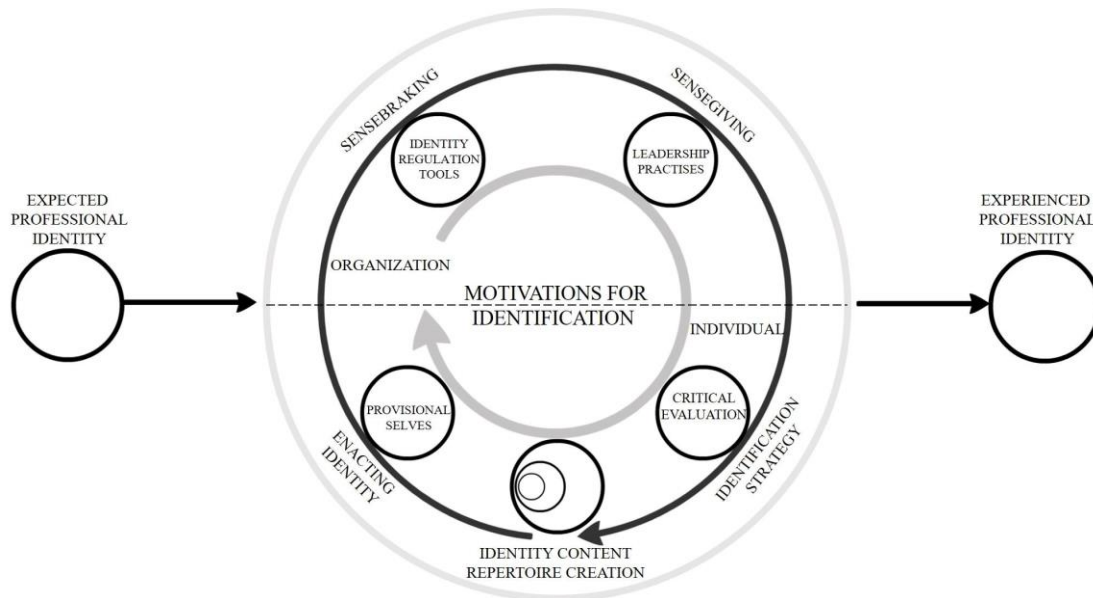 SENSEBRAKING
SENSEGIVING
IDENTITY
REGULATION
TOOLS
LEADERSHIP
PRACTISES
EXPECTED
PROFESSIONAL
IDENTITY
EXPERIENCED
PROFESSIONAL
IDENTITY
ORGANIZATION
MOTIVATIONS FOR
IDENTIFICATION
INDIVIDUAL
PROVISIONAL
SELVES
CRITICAL
EVALUATION
ENACTING
IDENTITY
IDENTIFICATION
STRATEGY
IDENTITY CONTENT
REPERTOIRE CREATION